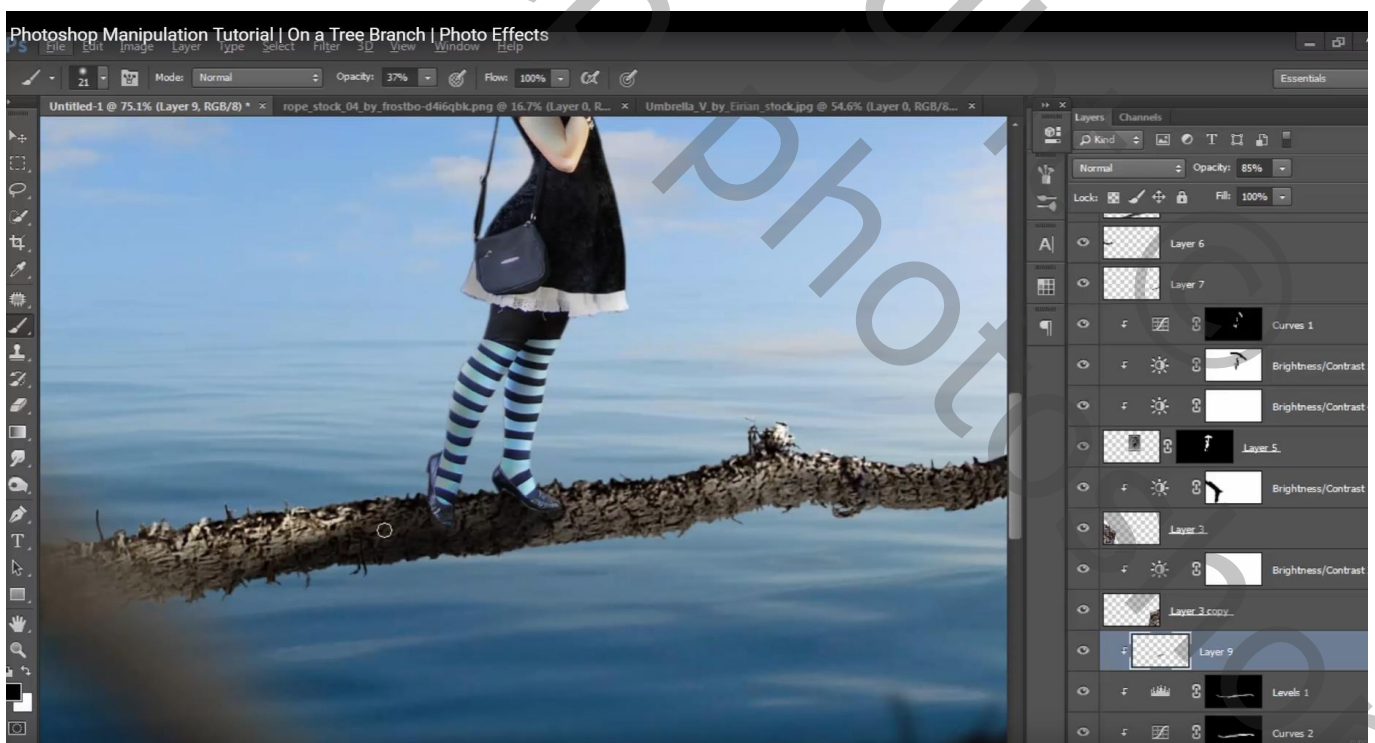 Photoshop Manipulation Tutorial | On a Tree Branch | Photo Effects
Ps File Edit Image Layer Type Select Filter 3D View Window Help
21 Mode: Normal Opacity: 37% Flow: 100% Essentials
Untitled-1 @ 75.1% (Layer 9, RGB/8) * × rope_stock_04_by_frostbo-d4i6qbk.png @ 16.7% (Layer 0, R... × Umbrella_V_by_Eirian_stock.jpg @ 54.6% (Layer 0, RGB/8... ×
Layers Channels
Kind
Normal Opacity: 85%
Lock: Fill: 100%
Layer 6
Layer 7
Curves 1
Brightness/Contrast
Brightness/Contrast
Layer 5
Brightness/Contrast
Layer 3
Brightness/Contrast
Layer 3 copy
Layer 9
Levels 1
Curves 2
©